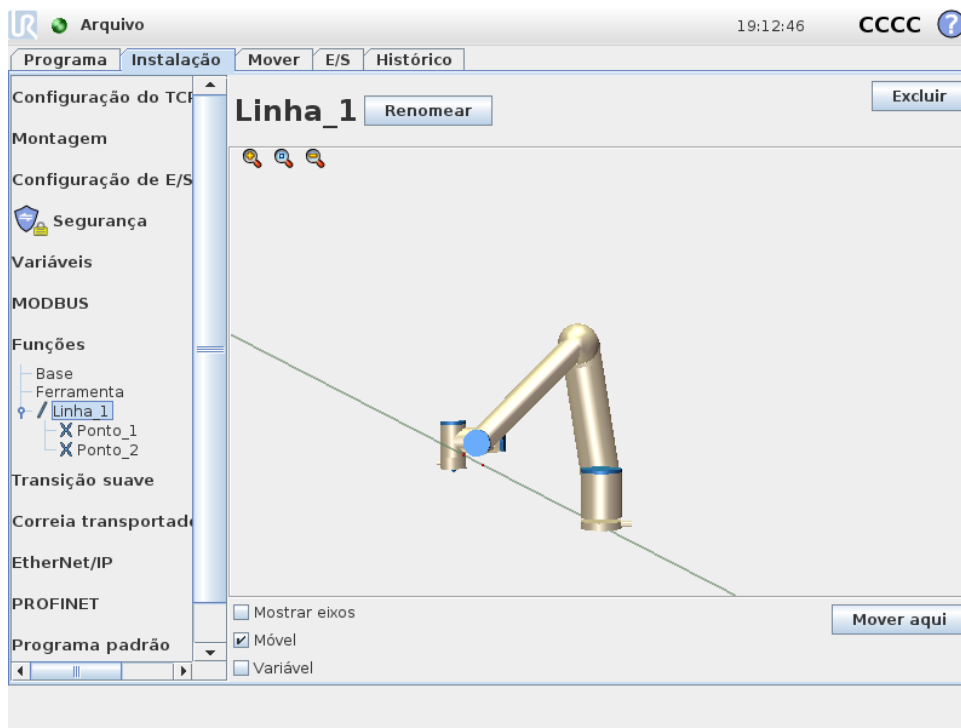 UR Arquivo 19:12:46 CCCC ?
Programa Instalação Mover E/S Histórico
Configuração do TCP
Montagem
Configuração de E/S
Segurança
Variáveis
MODBUS
Funções
Base
Ferramenta
Linha_1
Ponto_1
Ponto_2
Transição suave
Correia transportado
EtherNet/IP
PROFINET
Programa padrão
Linha_1 Renomear Excluir
Mostrar eixos
Móvel
Variável
Mover aqui